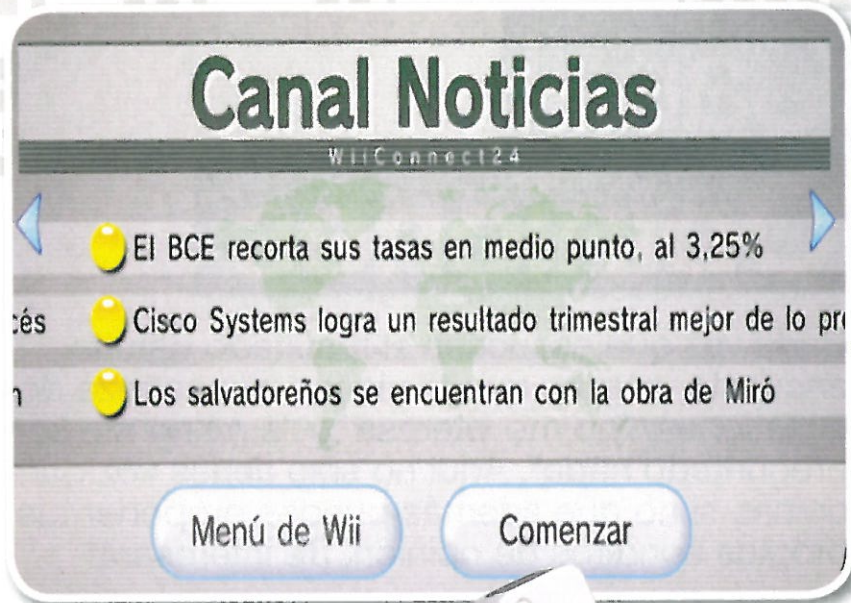 Canal Noticias
WiiConnect24
El BCE recorta sus tasas en medio punto, al 3,25%
cés
Cisco Systems logra un resultado trimestral mejor de lo pr
n
Los salvadoreños se encuentran con la obra de Miró
Menú de Wii
Comenzar